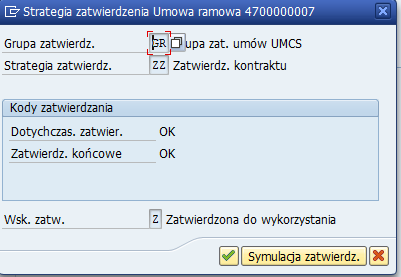 Strategia zatwierdzenia Umowa ramowa 4700000007
Grupa zatwierdz. GR upa zat. umów UMCS
Strategia zatwierdz. ZZ Zatwierdz. kontraktu
Kody zatwierdzania
Dotychczas. zatwier. OK
Zatwierdz. końcowe OK
Wsk. zatw. Z Zatwierdzona do wykorzystania
Symulacja zatwierdz.